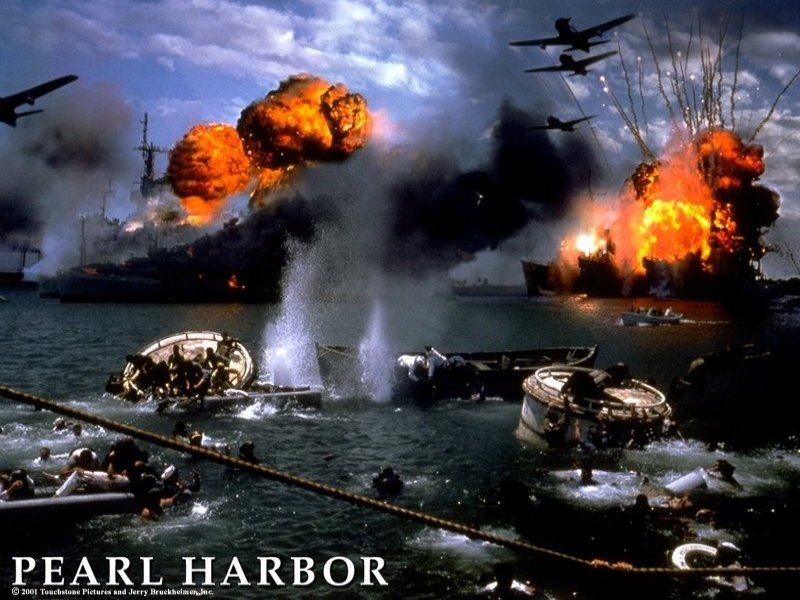 PEARL HARBOR
© 2001 Touchstone Pictures and Jerry Bruckheimer, Inc.